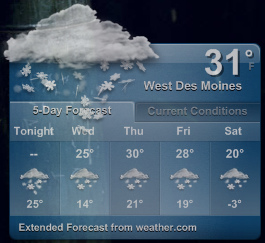 31°
F
West Des Moines
5-Day Forecast
Current Conditions
Tonight Wed Thu Fri Sat
-- 25° 30° 28° 20°
25° 14° 21° 19° -3°
Extended Forecast from weather.com